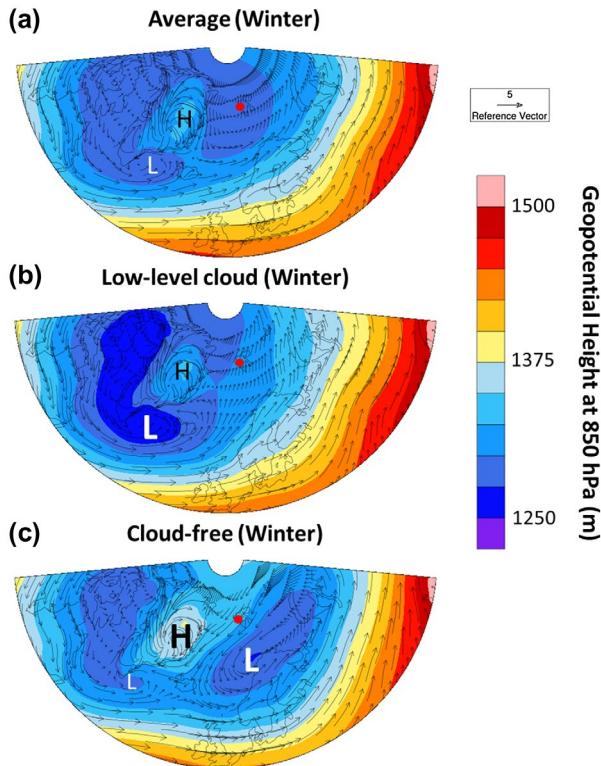 (a)
Average (Winter)
H
L
5
Reference Vector
1500
1375
1250
Geopotential Height at 850 hPa (m)
(b)
Low-level cloud (Winter)
H
L
(c)
Cloud-free (Winter)
H
L
L